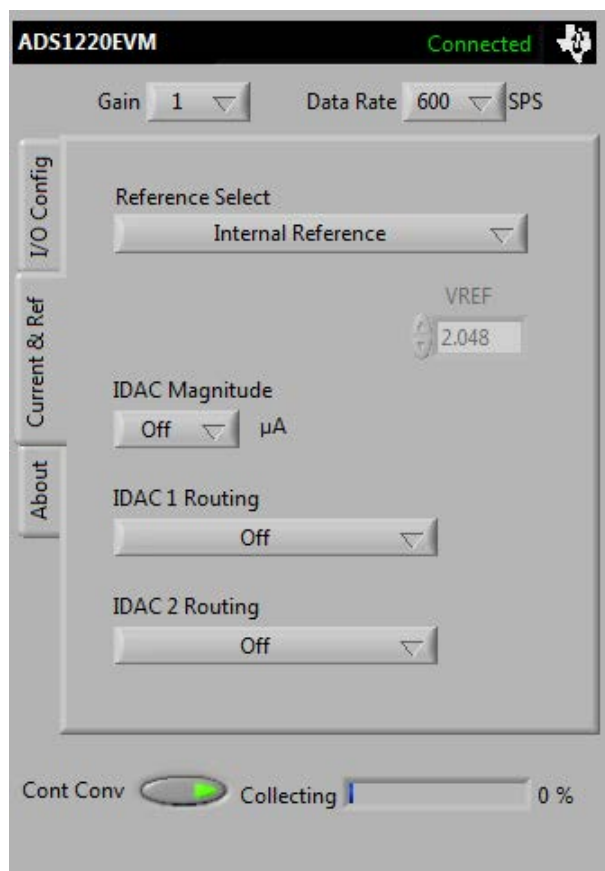 ADS1220EVM Connected
Gain 1 Data Rate 600 SPS
I/O Config
Reference Select
Internal Reference
VREF
2.048
Current & Ref
IDAC Magnitude
Off µA
About
IDAC 1 Routing
Off
IDAC 2 Routing
Off
Cont Conv Collecting 0 %